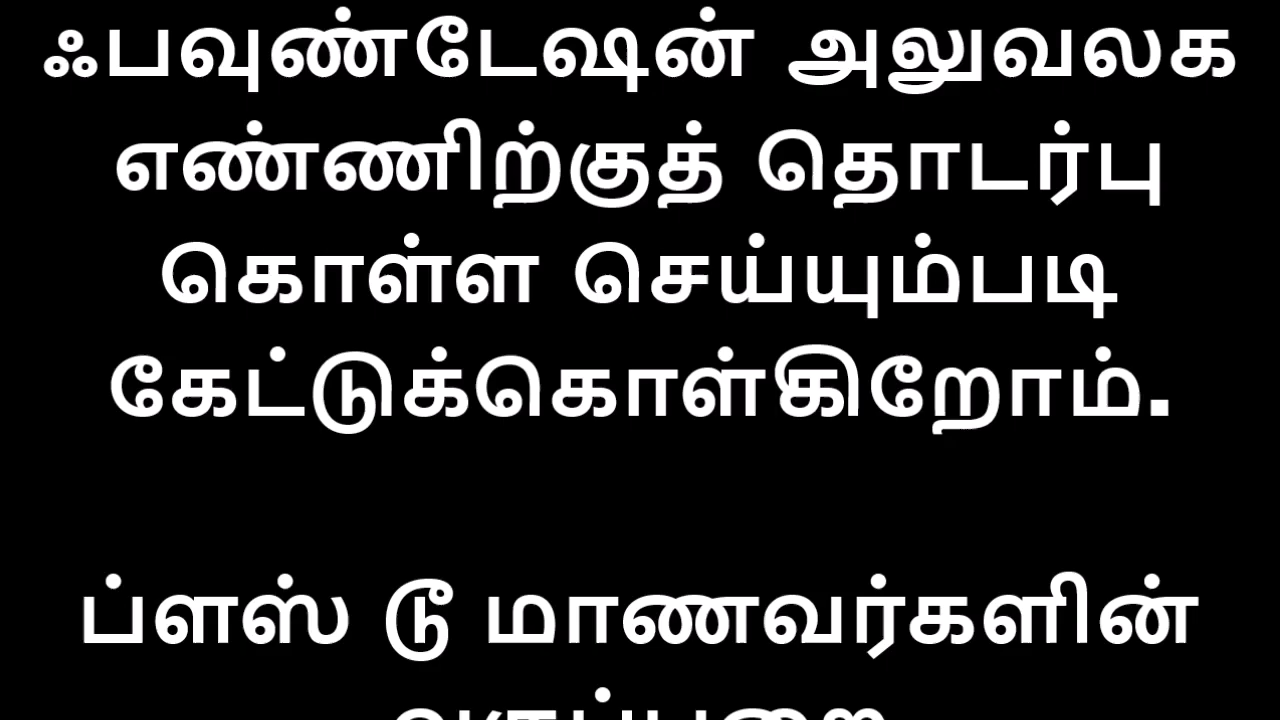 ஃபவுண்டேஷன் அலுவலக
எண்ணிற்குத் தொடர்பு
கொள்ள செய்யும்படி
கேட்டுக்கொள்கிறோம்.
ப்ளஸ் டூ மாணவர்களின்